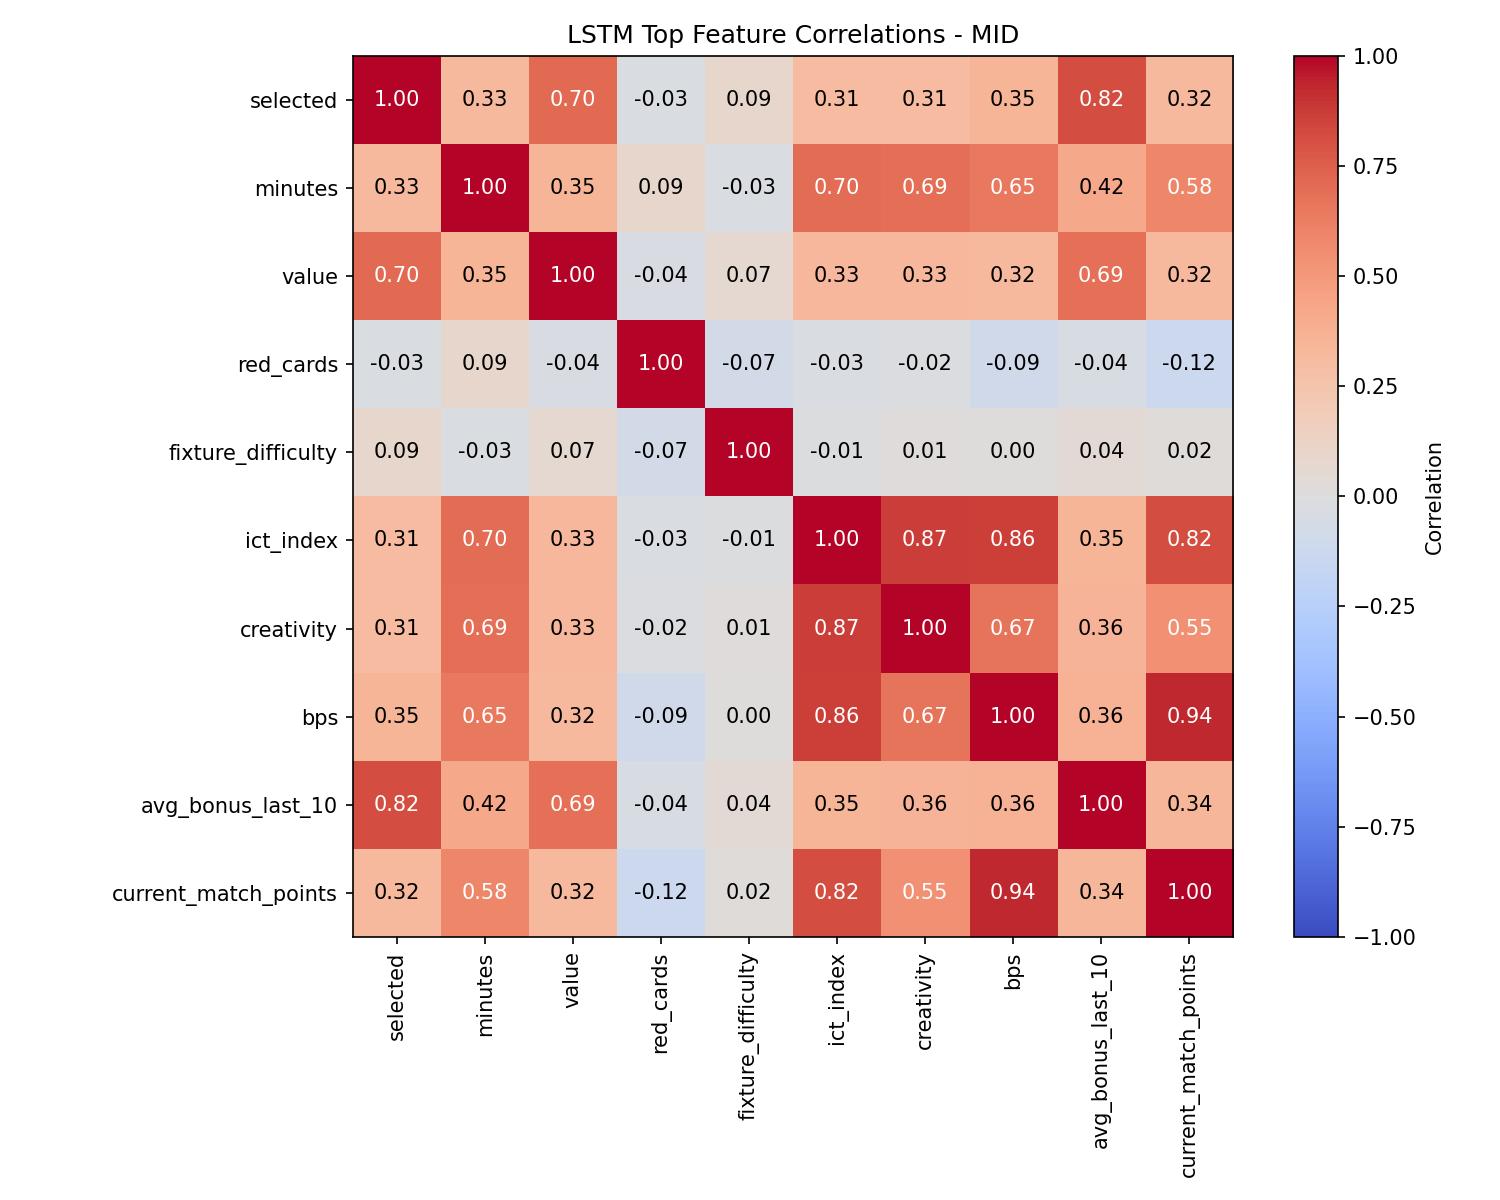 LSTM Top Feature Correlations - MID
selected 1.00 0.33 0.70 -0.03 0.09 0.31 0.31 0.35 0.82 0.32
minutes 0.33 1.00 0.35 0.09 -0.03 0.70 0.69 0.65 0.42 0.58
value 0.70 0.35 1.00 -0.04 0.07 0.33 0.33 0.32 0.69 0.32
red_cards -0.03 0.09 -0.04 1.00 -0.07 -0.03 -0.02 -0.09 -0.04 -0.12
fixture_difficulty 0.09 -0.03 0.07 -0.07 1.00 -0.01 0.01 0.00 0.04 0.02
ict_index 0.31 0.70 0.33 -0.03 -0.01 1.00 0.87 0.86 0.35 0.82
creativity 0.31 0.69 0.33 -0.02 0.01 0.87 1.00 0.67 0.36 0.55
bps 0.35 0.65 0.32 -0.09 0.00 0.86 0.67 1.00 0.36 0.94
avg_bonus_last_10 0.82 0.42 0.69 -0.04 0.04 0.35 0.36 0.36 1.00 0.34
current_match_points 0.32 0.58 0.32 -0.12 0.02 0.82 0.55 0.94 0.34 1.00
selected
minutes
value
red_cards
fixture_difficulty
ict_index
creativity
bps
avg_bonus_last_10
current_match_points
1.00
0.75
0.50
0.25
0.00
−0.25
−0.50
−0.75
−1.00
Correlation